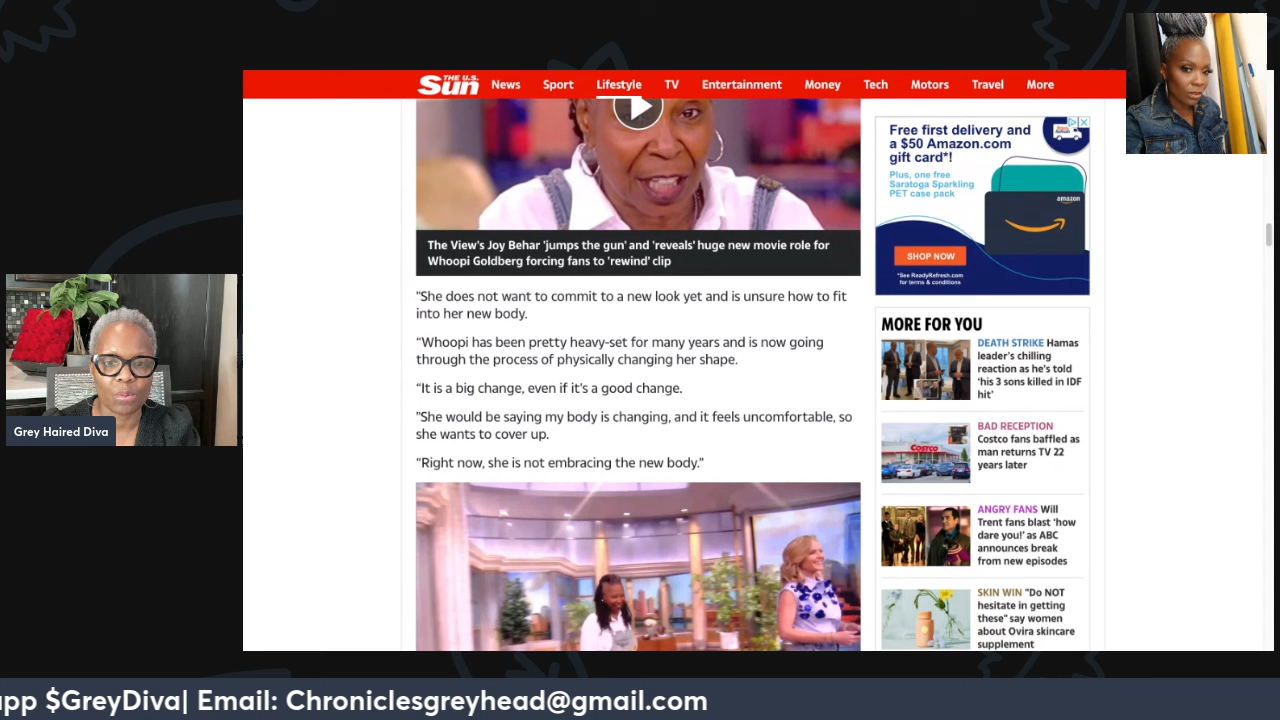 THE U.S. Sun News Sport Lifestyle TV Entertainment Money Tech Motors Travel More
The View's Joy Behar 'jumps the gun' and 'reveals' huge new movie role for
Whoopi Goldberg forcing fans to 'rewind' clip
"She does not want to commit to a new look yet and is unsure how to fit
into her new body.
“Whoopi has been pretty heavy-set for many years and is now going
through the process of physically changing her shape.
“It is a big change, even if it’s a good change.
"She would be saying my body is changing, and it feels uncomfortable, so
she wants to cover up.
“Right now, she is not embracing the new body.”
Free first delivery and
a $50 Amazon.com
gift card*!
Plus, one free
Saratoga Sparkling
PET case pack
amazon
SHOP NOW
*See ReadyRefresh.com
for terms & conditions
MORE FOR YOU
DEATH STRIKE Hamas
leader's chilling
reaction as he's told
'his 3 sons killed in IDF
hit'
BAD RECEPTION
Costco fans baffled as
man returns TV 22
years later
COSTCO
ANGRY FANS Will
Trent fans blast 'how
dare you!' as ABC
announces break
from new episodes
SKIN WIN "Do NOT
hesitate in getting
these" say women
about Ovira skincare
supplement
Grey Haired Diva
app $GreyDiva| Email: Chroniclesgreyhead@gmail.com